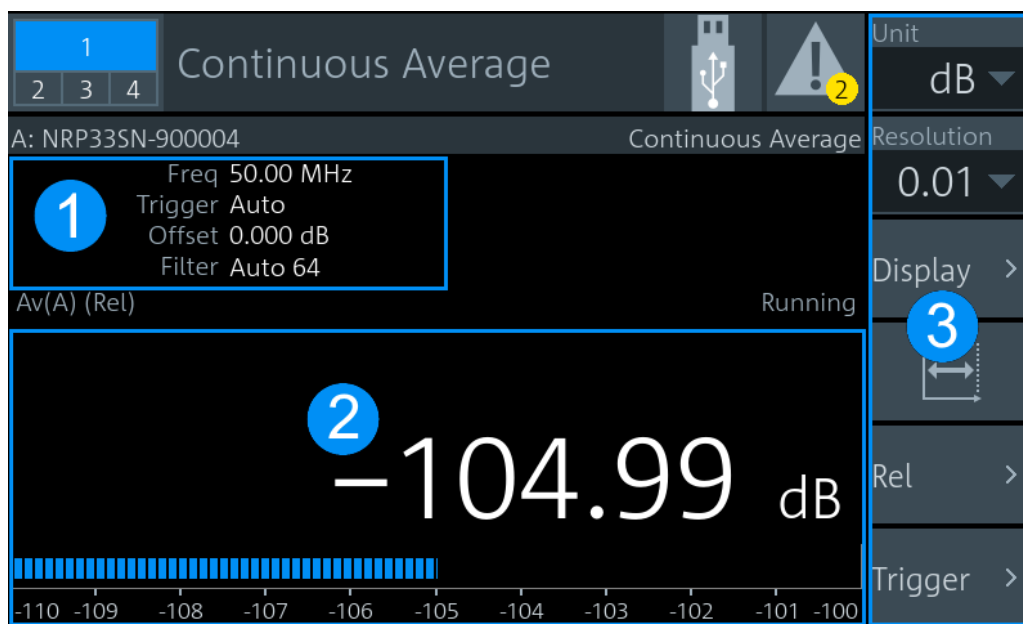 1
2 3 4
Continuous Average
2
A: NRP33SN-900004
Continuous Average
1
Freq 50.00 MHz
Trigger Auto
Offset 0.000 dB
Filter Auto 64
Av(A) (Rel)
Running
2
−104.99 dB
-110 -109 -108 -107 -106 -105 -104 -103 -102 -101 -100
Unit
dB
Resolution
0.01
Display >
3
Rel >
Trigger >